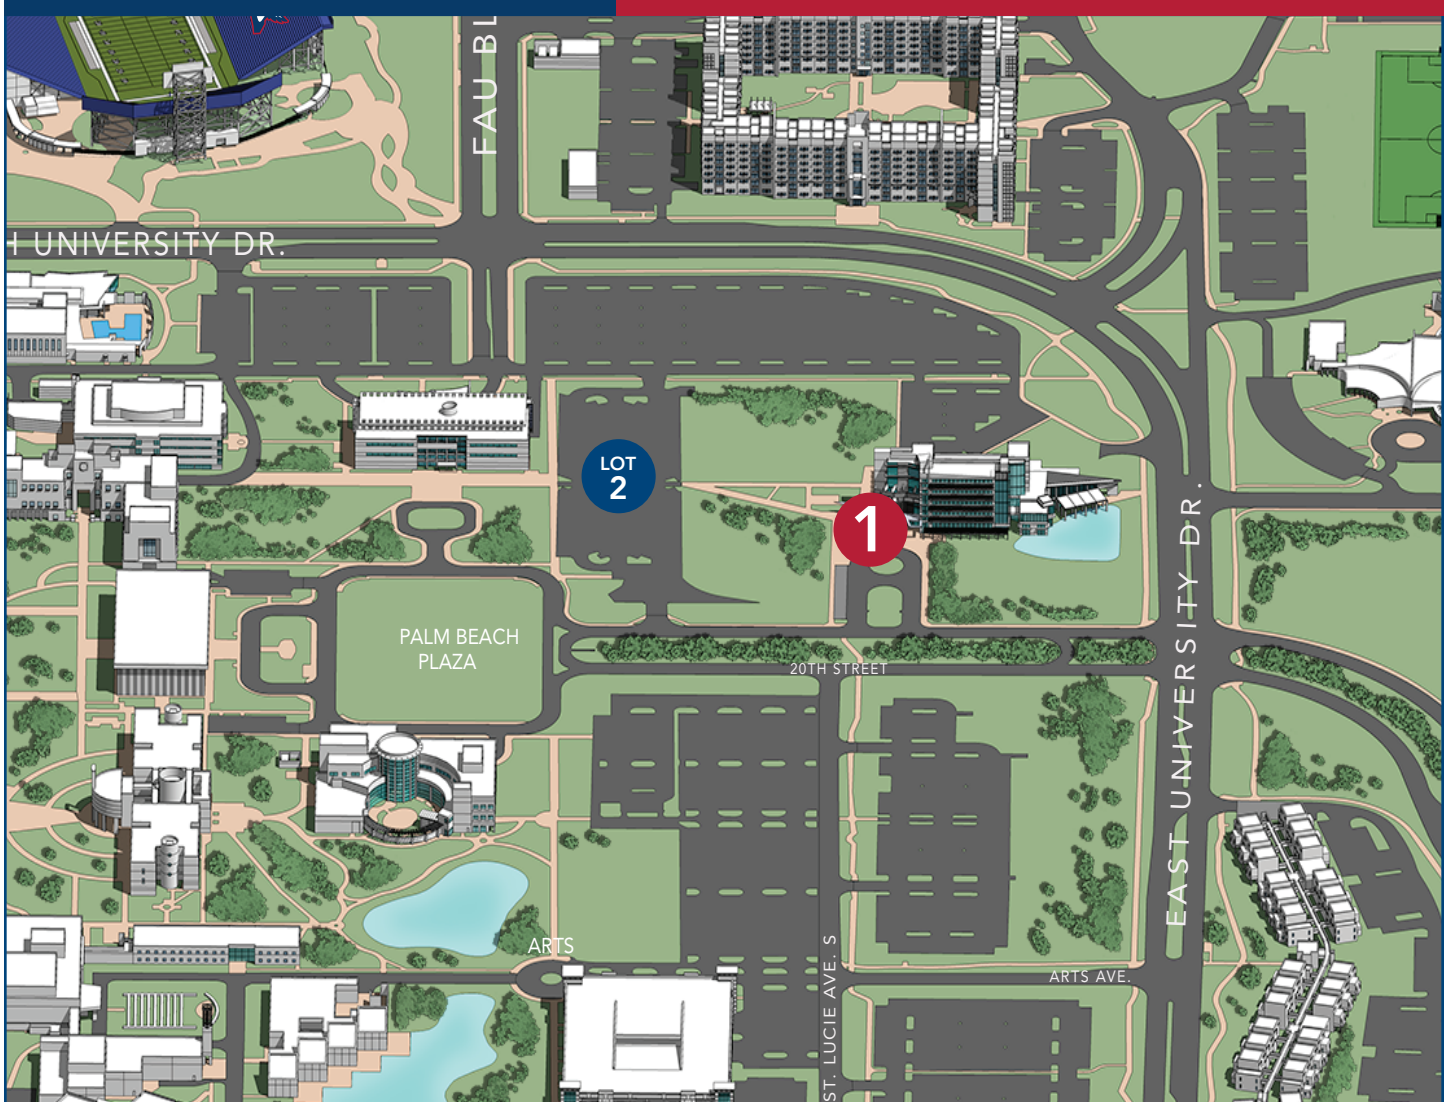 FAU BL
H UNIVERSITY DR.
LOT
2
1
PALM BEACH
PLAZA
20TH STREET
EAST UNIVERSITY DR.
ARTS
ARTS AVE.
ST. LUCIE AVE. S